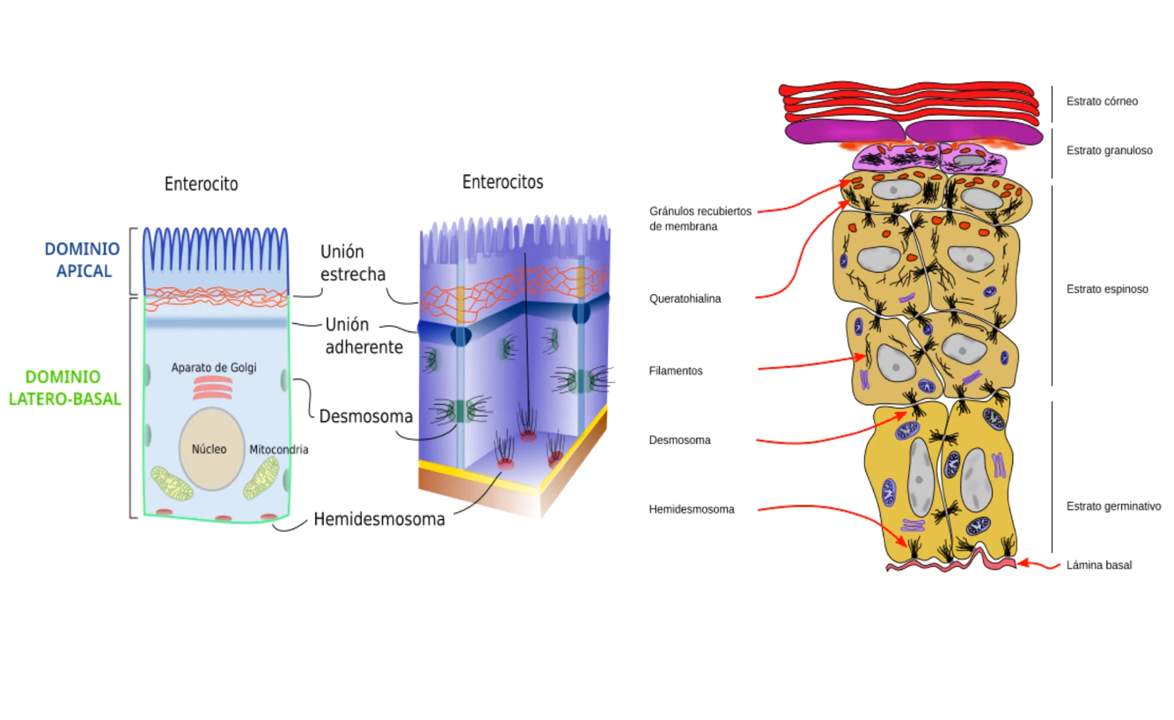 Enterocito
Enterocitos
DOMINIO
APICAL
Unión
estrecha
Unión
adherente
Aparato de Golgi
DOMINIO
LATERO-BASAL
Desmosoma
Núcleo
Mitocondria
Hemidesmosoma
Estrato córneo
Estrato granuloso
Gránulos recubiertos
de membrana
Queratohialina
Estrato espinoso
Filamentos
Desmosoma
Hemidesmosoma
Estrato germinativo
Lámina basal